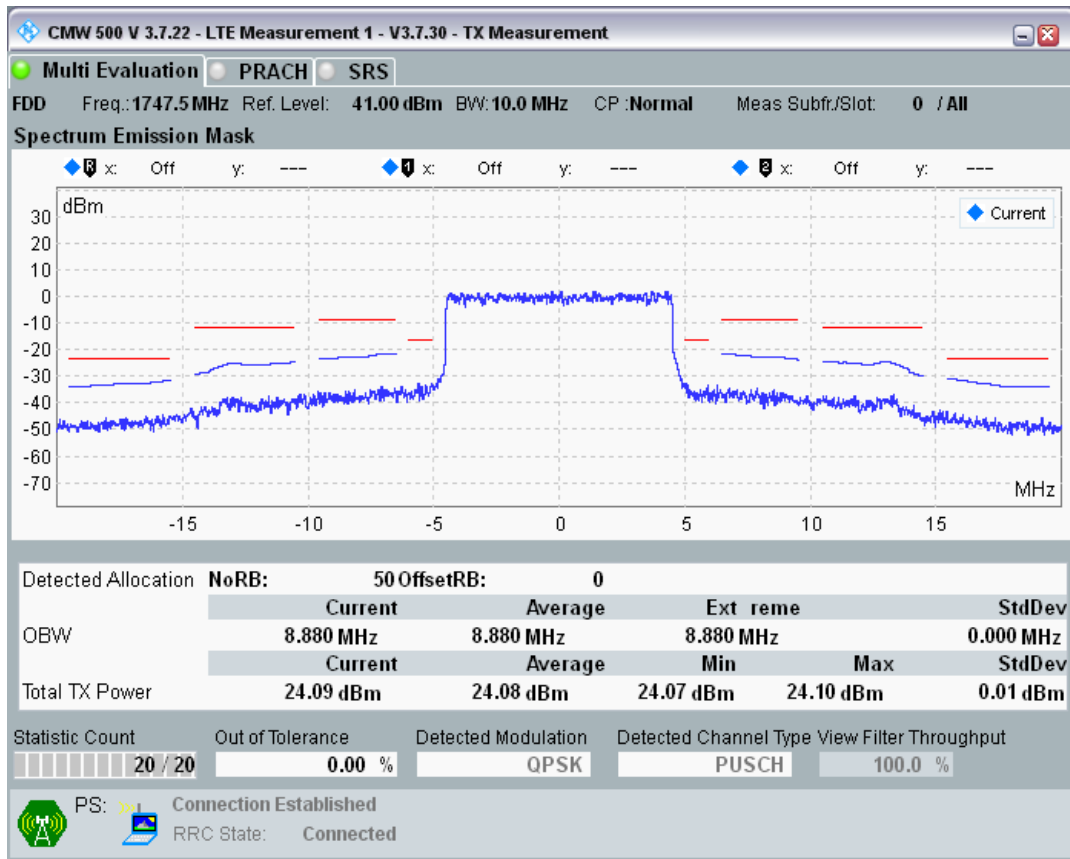 CMW 500 V 3.7.22 - LTE Measurement 1 - V3.7.30 - TX Measurement
Multi Evaluation PRACH SRS
FDD Freq.: 1747.5 MHz Ref. Level: 41.00 dBm BW: 10.0 MHz CP :Normal Meas Subfr./Slot: 0 / All
Spectrum Emission Mask
R x: Off y: --- 1 x: Off y: --- 2 x: Off y: ---
dBm
Current
30
20
10
0
-10
-20
-30
-40
-50
-60
-70
MHz
-15 -10 -5 0 5 10 15
Detected Allocation NoRB: 50 OffsetRB: 0
Current Average Ext reme StdDev
OBW 8.880 MHz 8.880 MHz 8.880 MHz 0.000 MHz
Current Average Min Max StdDev
Total TX Power 24.09 dBm 24.08 dBm 24.07 dBm 24.10 dBm 0.01 dBm
Statistic Count Out of Tolerance Detected Modulation Detected Channel Type View Filter Throughput
20 / 20 0.00 % QPSK PUSCH 100.0 %
PS: Connection Established
RRC State: Connected